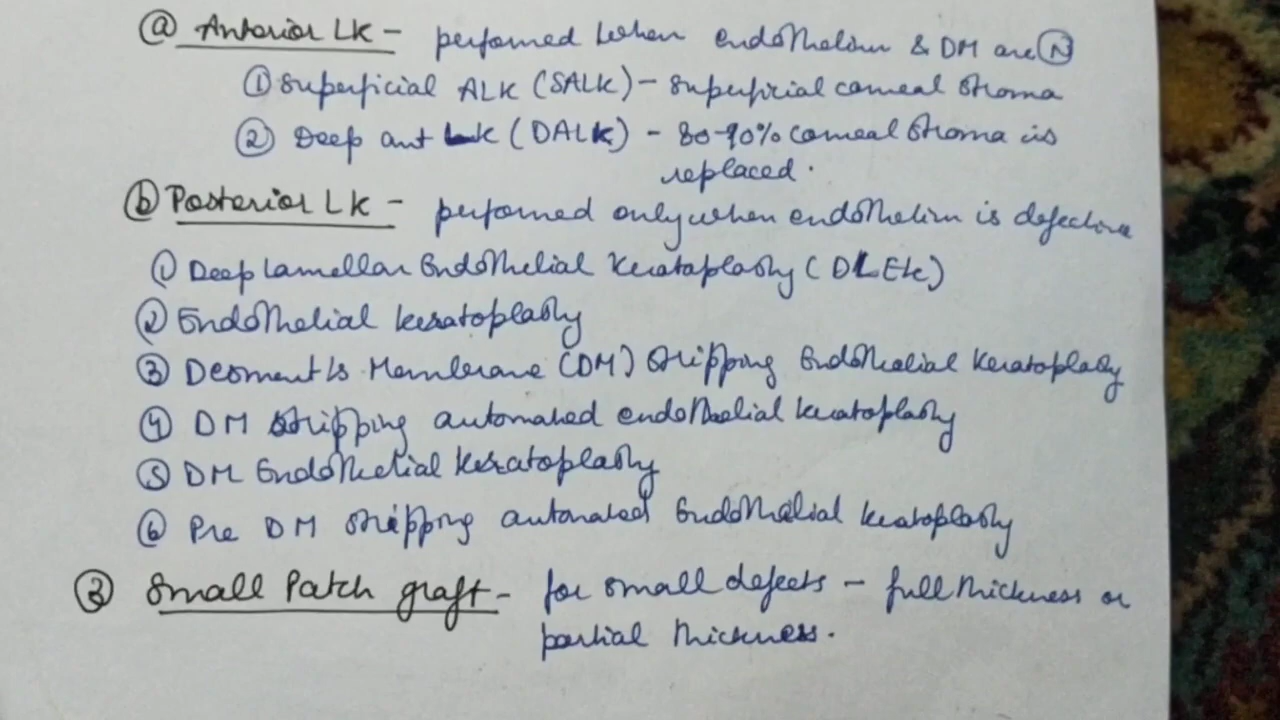 ⓐ Anterior LK - performed when endothelium & DM are Ⓝ
① Superficial ALK (SALK) - Superficial corneal stroma
② Deep ant LK (DALK) - 80-90% corneal stroma is
replaced.
ⓑ Posterior LK - performed only when endothelium is defective
① Deep Lamellar Endothelial Keratoplasty (DLEK)
② Endothelial keratoplasty
③ Descment's Membrane (DM) Stripping Endothelial Keratoplasty
④ DM Stripping automated endothelial keratoplasty
⑤ DM Endothelial Keratoplasty
⑥ Pre DM stripping automated Endothelial keratoplasty
③ Small Patch graft - for small defects - full thickness or
partial thickness.